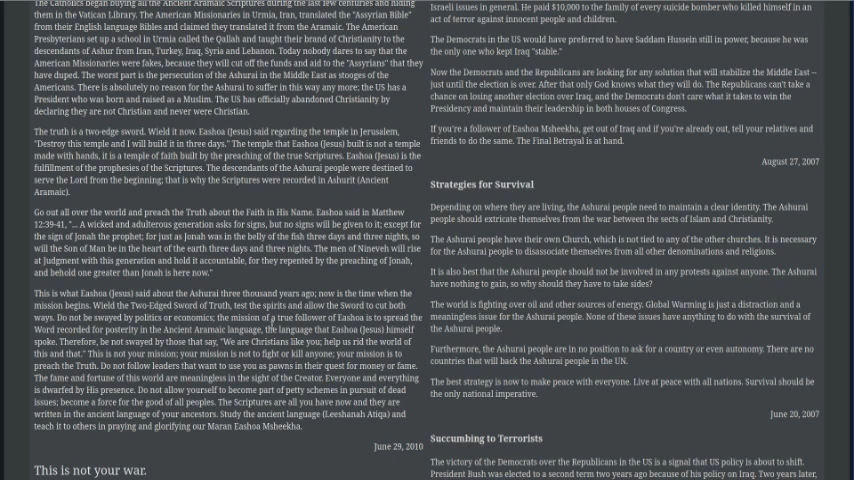 The Catholics began buying all the Ancient Aramaic Scriptures during the last few centuries and hiding
them in the Vatican Library. The American Missionaries in Urmia, Iran, translated the "Assyrian Bible"
from their English language Bibles and claimed they translated it from the Aramaic. The American
Presbyterians set up a school in Urmia called the Qallah and taught their brand of Christianity to the
descendants of Ashur from Iran, Turkey, Iraq, Syria and Lebanon. Today nobody dares to say that the
American Missionaries were fakes, because they will cut off the funds and aid to the "Assyrians" that they
have duped. The worst part is the persecution of the Ashurai in the Middle East as stooges of the
Americans. There is absolutely no reason for the Ashurai to suffer in this way any more; the US has a
President who was born and raised as a Muslim. The US has officially abandoned Christianity by
declaring they are not Christian and never were Christian.
The truth is a two-edge sword. Wield it now. Eashoa (Jesus) said regarding the temple in Jerusalem,
"Destroy this temple and I will build it in three days." The temple that Eashoa (Jesus) built is not a temple
made with hands, it is a temple of faith built by the preaching of the true Scriptures. Eashoa (Jesus) is the
fulfillment of the prophesies of the Scriptures. The descendants of the Ashurai people were destined to
serve the Lord from the beginning; that is why the Scriptures were recorded in Ashurit (Ancient
Aramaic).
Go out all over the world and preach the Truth about the Faith in His Name. Eashoa said in Matthew
12:39-41, "... A wicked and adulterous generation asks for signs, but no signs will be given to it; except for
the sign of Jonah the prophet; for just as Jonah was in the belly of the fish three days and three nights, so
will the Son of Man be in the heart of the earth three days and three nights. The men of Nineveh will rise
at Judgment with this generation and hold it accountable, for they repented by the preaching of Jonah,
and behold one greater than Jonah is here now."
This is what Eashoa (Jesus) said about the Ashurai three thousand years ago; now is the time when the
mission begins. Wield the Two-Edged Sword of Truth, test the spirits and allow the Sword to cut both
ways. Do not be swayed by politics or economics; the mission of a true follower of Eashoa is to spread the
Word recorded for posterity in the Ancient Aramaic language, the language that Eashoa (Jesus) himself
spoke. Therefore, be not swayed by those that say, "We are Christians like you; help us rid the world of
this and that." This is not your mission; your mission is not to fight or kill anyone; your mission is to
preach the Truth. Do not follow leaders that want to use you as pawns in their quest for money or fame.
The fame and fortune of this world are meaningless in the sight of the Creator. Everyone and everything
is dwarfed by His presence. Do not allow yourself to become part of petty schemes in pursuit of dead
issues; become a force for the good of all peoples. The Scriptures are all you have now and they are
written in the ancient language of your ancestors. Study the ancient language (Leeshanah Atiqa) and
teach it to others in praying and glorifying our Maran Eashoa Msheekha.
June 29, 2010
This is not your war.
Israeli issues in general. He paid $10,000 to the family of every suicide bomber who killed himself in an
act of terror against innocent people and children.
The Democrats in the US would have preferred to have Saddam Hussein still in power, because he was
the only one who kept Iraq "stable."
Now the Democrats and the Republicans are looking for any solution that will stabilize the Middle East --
just until the election is over. After that only God knows what they will do. The Republicans can't take a
chance on losing another election over Iraq, and the Democrats don't care what it takes to win the
Presidency and maintain their leadership in both houses of Congress.
If you're a follower of Eashoa Msheekha, get out of Iraq and if you're already out, tell your relatives and
friends to do the same. The Final Betrayal is at hand.
August 27, 2007
Strategies for Survival
Depending on where they are living, the Ashurai people need to maintain a clear identity. The Ashurai
people should extricate themselves from the war between the sects of Islam and Christianity.
The Ashurai people have their own Church, which is not tied to any of the other churches. It is necessary
for the Ashurai people to disassociate themselves from all other denominations and religions.
It is also best that the Ashurai people should not be involved in any protests against anyone. The Ashurai
have nothing to gain, so why should they have to take sides?
The world is fighting over oil and other sources of energy. Global Warming is just a distraction and a
meaningless issue for the Ashurai people. None of these issues have anything to do with the survival of
the Ashurai people.
Furthermore, the Ashurai people are in no position to ask for a country or even autonomy. There are no
countries that will back the Ashurai people in the UN.
The best strategy is now to make peace with everyone. Live at peace with all nations. Survival should be
the only national imperative.
June 20, 2007
Succumbing to Terrorists
The victory of the Democrats over the Republicans in the US is a signal that US policy is about to shift.
President Bush was elected to a second term two years ago because of his policy on Iraq. Two years later,